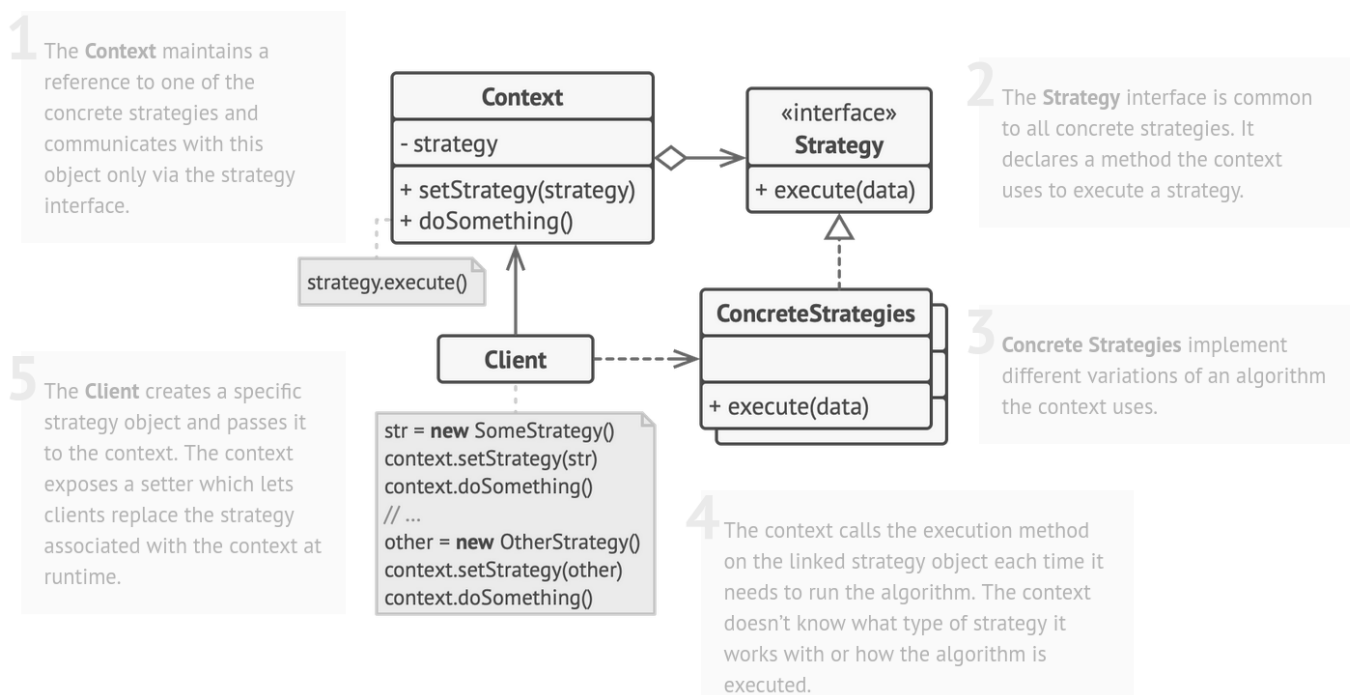 1
The Context maintains a
reference to one of the
concrete strategies and
communicates with this
object only via the strategy
interface.
Context
- strategy
+ setStrategy(strategy)
+ doSomething()
strategy.execute()
«interface»
Strategy
+ execute(data)
2
The Strategy interface is common
to all concrete strategies. It
declares a method the context
uses to execute a strategy.
ConcreteStrategies
+ execute(data)
3
Concrete Strategies implement
different variations of an algorithm
the context uses.
Client
str = new SomeStrategy()
context.setStrategy(str)
context.doSomething()
// ...
other = new OtherStrategy()
context.setStrategy(other)
context.doSomething()
4
The context calls the execution method
on the linked strategy object each time it
needs to run the algorithm. The context
doesn't know what type of strategy it
works with or how the algorithm is
executed.
5
The Client creates a specific
strategy object and passes it
to the context. The context
exposes a setter which lets
clients replace the strategy
associated with the context at
runtime.